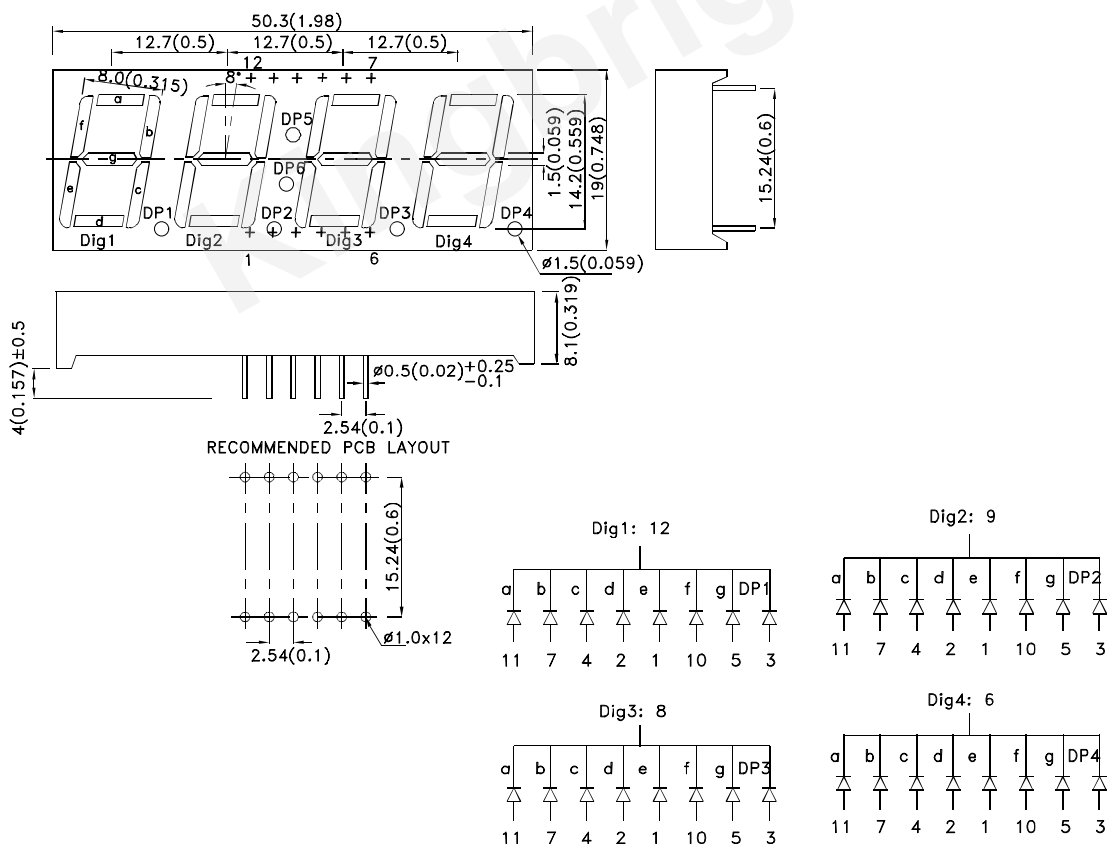 50.3(1.98)
12.7(0.5) 12.7(0.5) 12.7(0.5)
12 7
8.0(0.315) 8°
a
f b
g
e c
d
DP5
DP6
DP1 DP2 DP3 DP4
Dig1 Dig2 Dig3 Dig4
1 6
1.5(0.059)
14.2(0.559)
19(0.748)
ø1.5(0.059)
15.24(0.6)
8.1(0.319)
4(0.157)±0.5
ø0.5(0.02)+0.25
-0.1
2.54(0.1)
RECOMMENDED PCB LAYOUT
15.24(0.6)
ø1.0x12
2.54(0.1)
Dig1: 12
a b c d e f g DP1
11 7 4 2 1 10 5 3
Dig2: 9
a b c d e f g DP2
11 7 4 2 1 10 5 3
Dig3: 8
a b c d e f g DP3
11 7 4 2 1 10 5 3
Dig4: 6
a b c d e f g DP4
11 7 4 2 1 10 5 3
Kingbrig